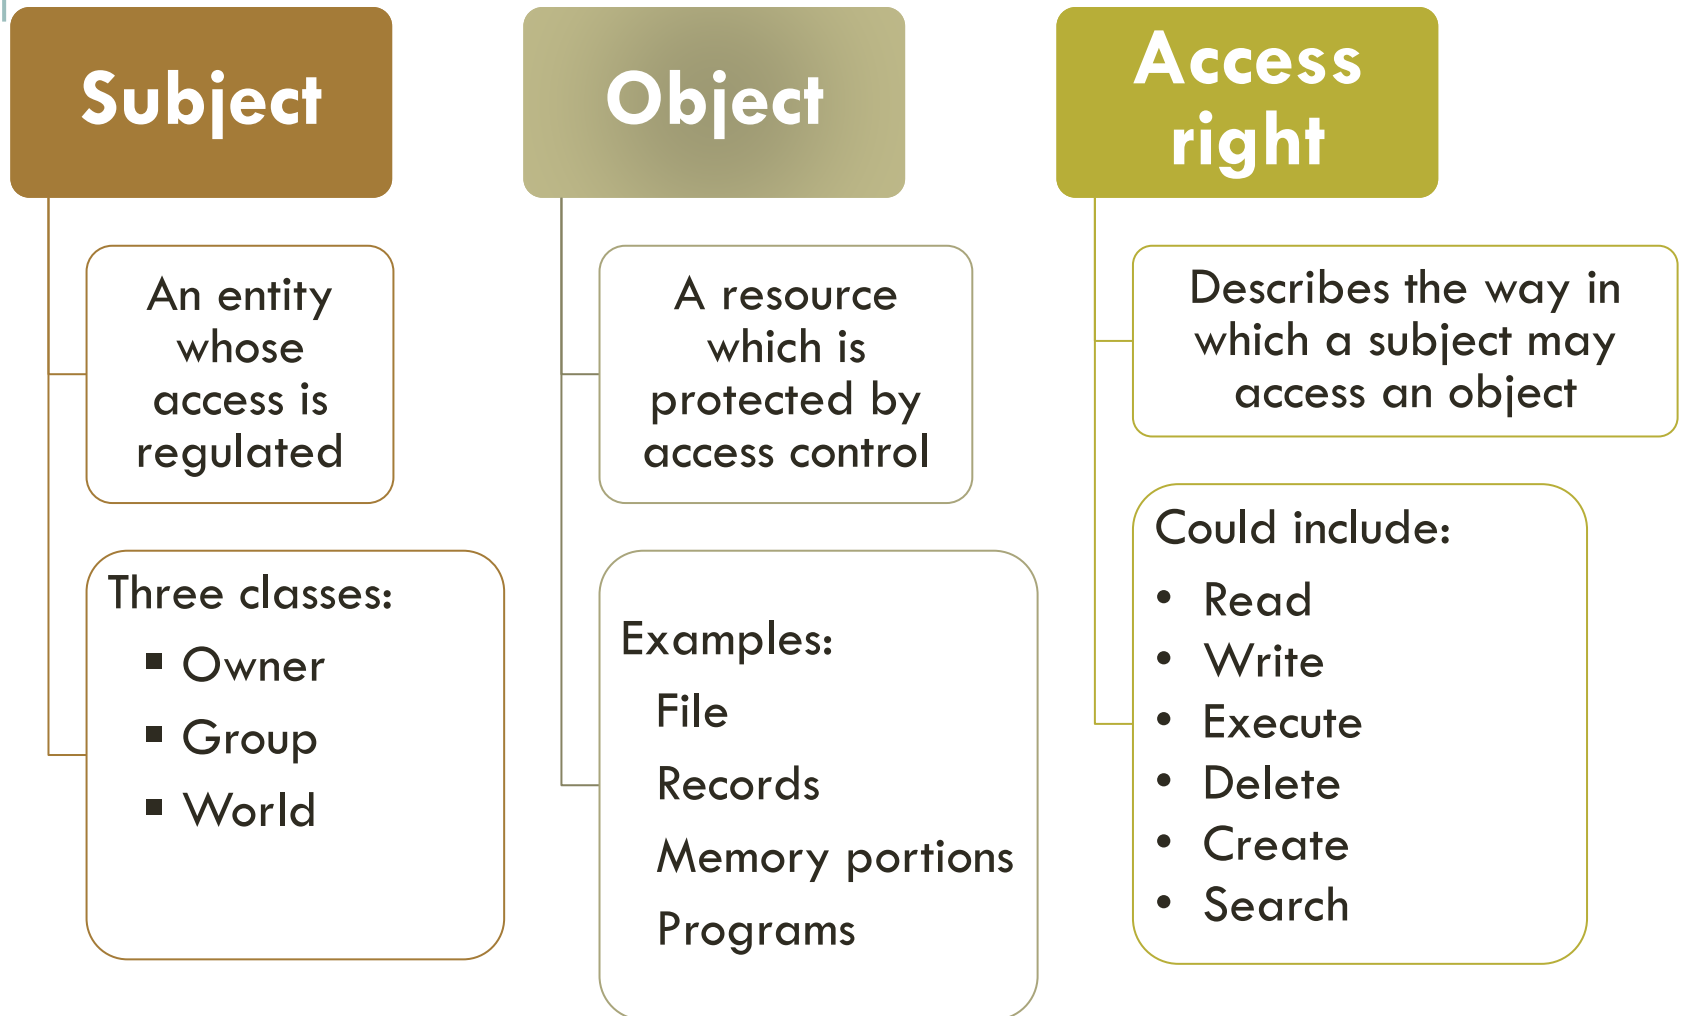 Subject
An entity
whose
access is
regulated
Three classes:
▪ Owner
▪ Group
▪ World
Object
A resource
which is
protected by
access control
Examples:
File
Records
Memory portions
Programs
Access
right
Describes the way in
which a subject may
access an object
Could include:
• Read
• Write
• Execute
• Delete
• Create
• Search